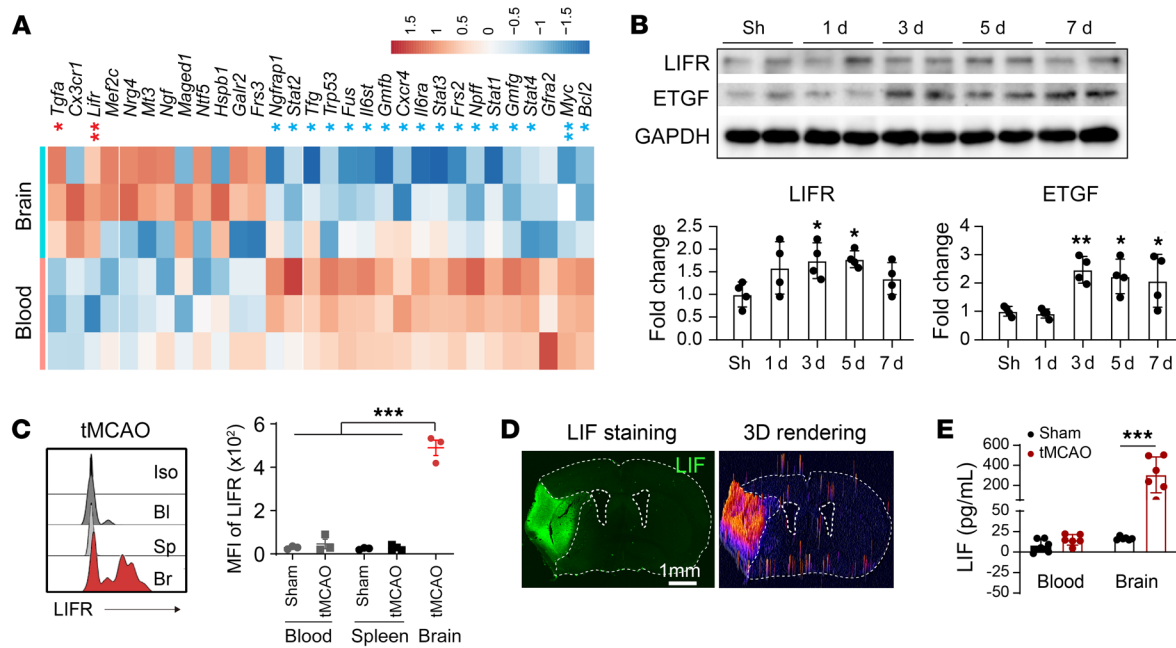 A
1.5
1
0.5
0
−0.5
−1
−1.5
Tgfa
Cx3cr1
Lifr
Mef2c
Nrg4
Mt3
Ngf
Maged1
Ntf5
Hspb1
Galr2
Frs3
Ngfrap1
Stat2
Tfg
Trp53
Fus
Il6st
Gmfb
Cxcr4
Il6ra
Stat3
Frs2
Npff
Stat1
Gmfg
Stat4
Gfra2
Myc
Bcl2
* ** * * * * * * * * * * * * * * * ** *
Brain
Blood
B
Sh 1 d 3 d 5 d 7 d
LIFR
ETGF
GAPDH
LIFR
Fold change
2.5
2.0
1.5
1.0
0.5
0.0
* *
Sh 1 d 3 d 5 d 7 d
ETGF
Fold change
4
3
2
1
0
** * *
Sh 1 d 3 d 5 d 7 d
C
tMCAO
Iso
Bl
Sp
Br
LIFR
MFI of LIFR (x10²)
6
4
2
0
***
Sham
tMCAO
Sham
tMCAO
tMCAO
Blood Spleen Brain
D
LIF staining 3D rendering
LIF
1mm
E
Sham
tMCAO
LIF (pg/mL)
600
400
200
50
25
0
-25
-50
***
Blood Brain